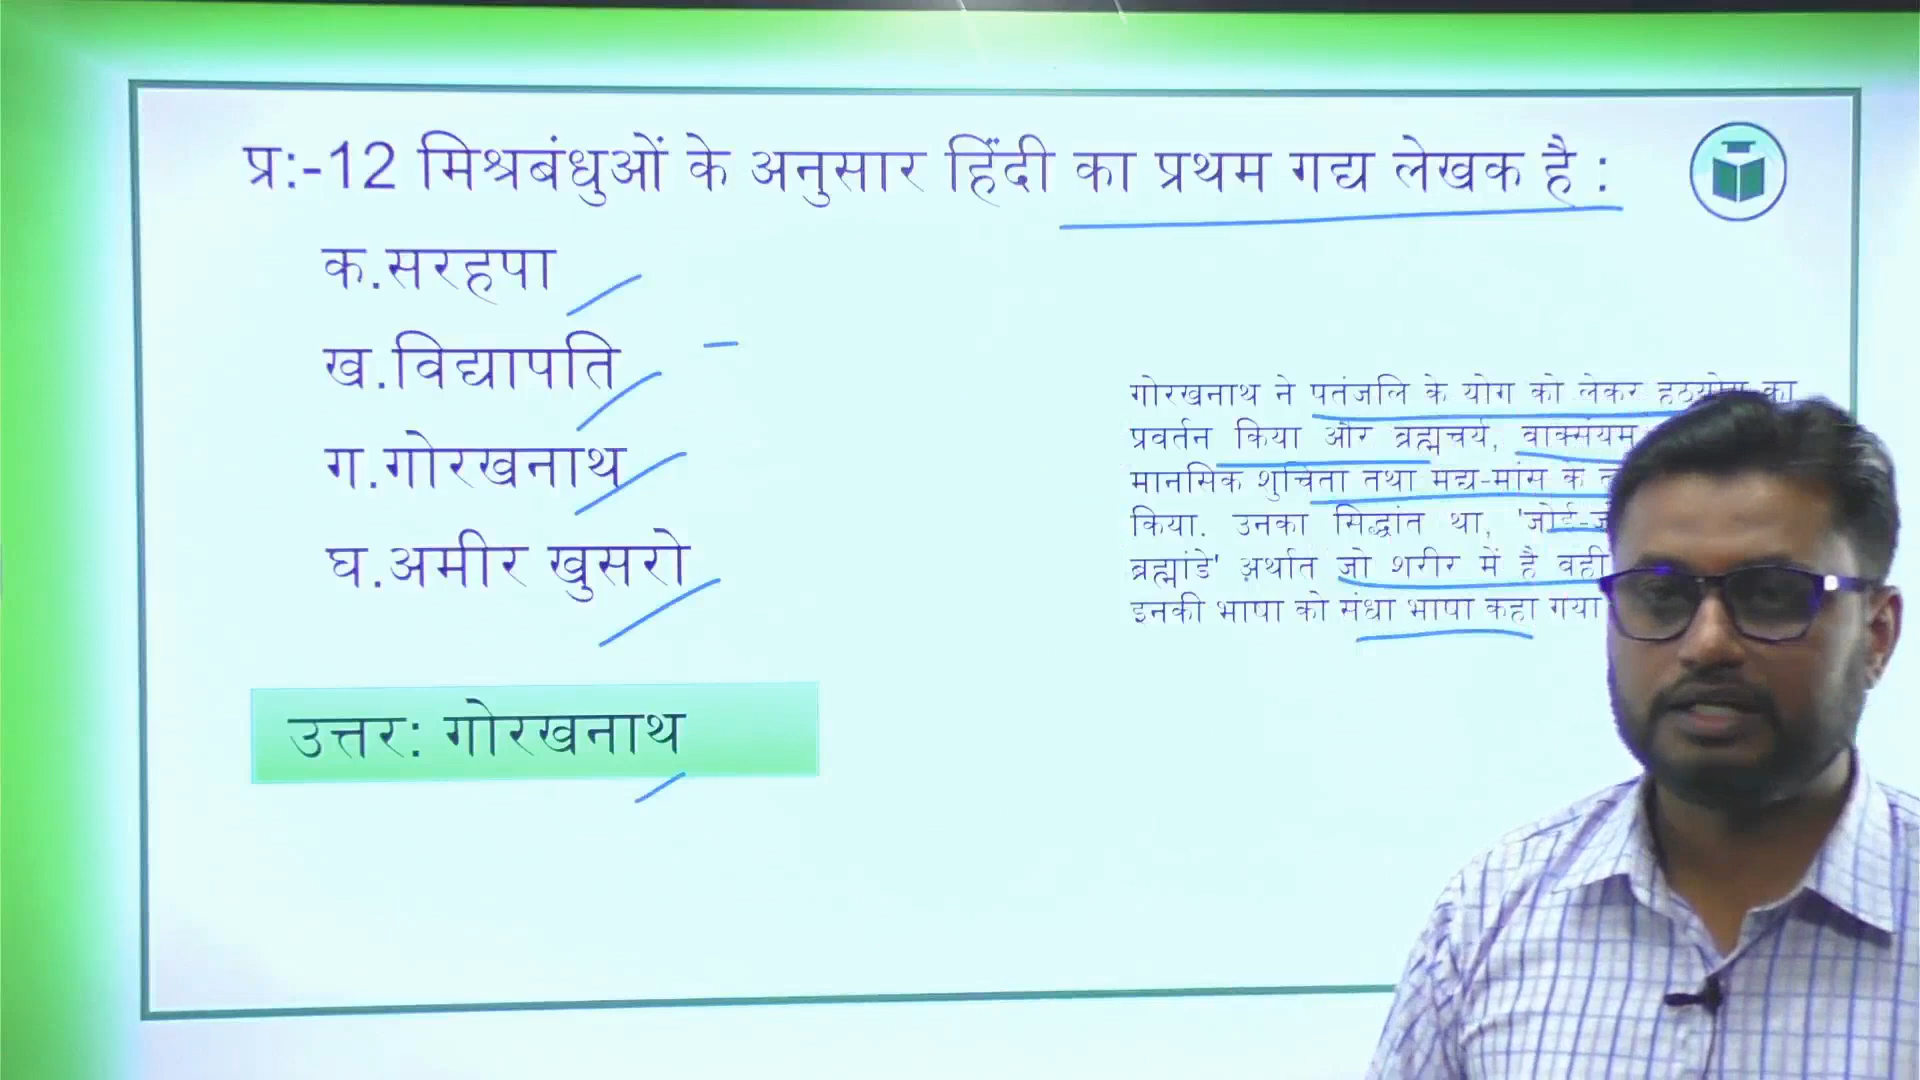 प्र:-12 मिश्रबंधुओं के अनुसार हिंदी का प्रथम गद्य लेखक है :
क.सरहपा
ख.विद्यापति
ग.गोरखनाथ
घ.अमीर खुसरो
उत्तर: गोरखनाथ
गोरखनाथ ने पतंजलि के योग को लेकर हठयोग का
प्रवर्तन किया और ब्रह्मचर्य, वाक्संयम
मानसिक शुचिता तथा मद्य-मांस के
किया. उनका सिद्धांत था,
ब्रह्मांडे' अर्थात जो शरीर में है वही
इनकी भाषा को संधा भाषा कहा गया